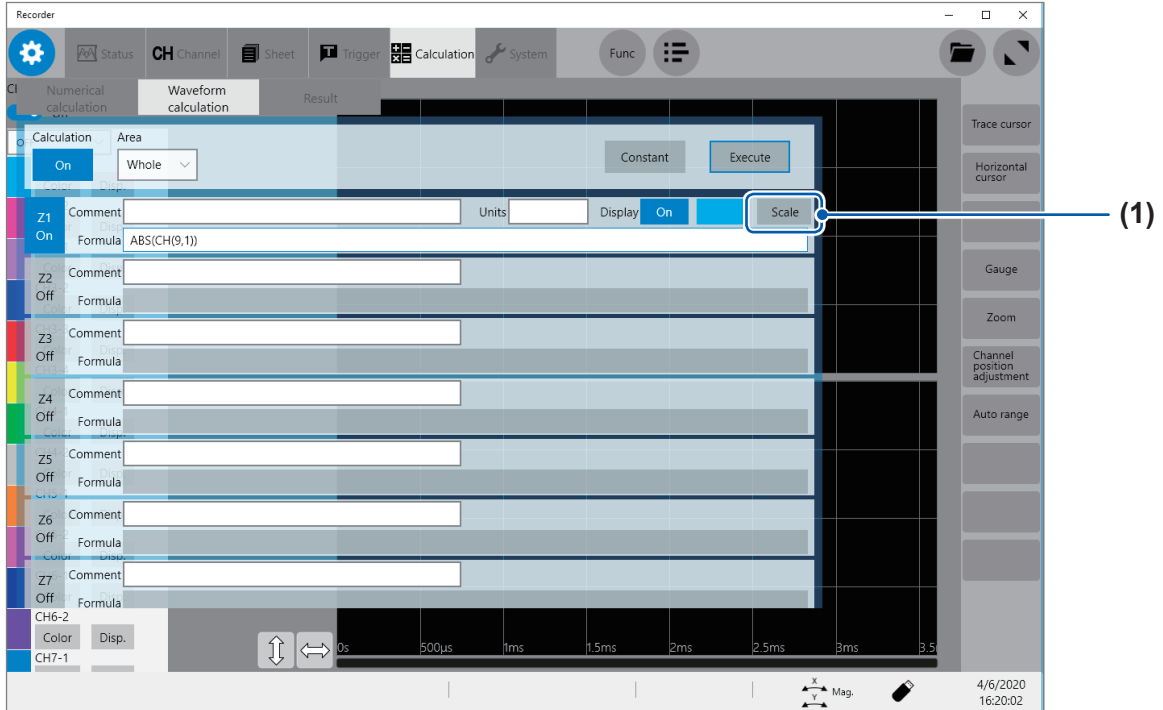 Recorder
Status
CH Channel
Sheet
Trigger
Calculation
System
Func
Numerical calculation
Waveform calculation
Result
Calculation
Area
On
Whole
Constant
Execute
Trace cursor
Horizontal cursor
Color Disp.
Z1
On
Comment
Units
Display
On
Scale
(1)
Formula
ABS(CH(9,1))
Z2
Off
Comment
Formula
Gauge
Z3
Off
Comment
Formula
Zoom
Z4
Off
Comment
Formula
Channel position adjustment
Z5
Off
Comment
Formula
Auto range
Z6
Off
Comment
Formula
Z7
Off
Comment
Formula
CH6-2
Color Disp.
CH7-1
0s 500µs 1ms 1.5ms 2ms 2.5ms 3ms 3.5
X
Y
Mag.
4/6/2020
16:20:02